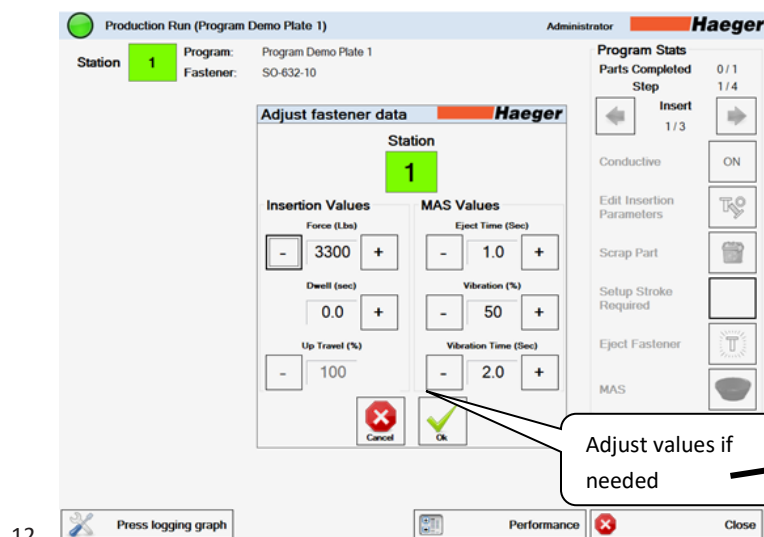 Production Run (Program Demo Plate 1)
Administrator
Haeger
Station
1
Program: Program Demo Plate 1
Fastener: SO-632-10
Program Stats
Parts Completed 0 / 1
Step 1 / 4
Insert
1 / 3
Adjust fastener data
Haeger
Station
1
Insertion Values
MAS Values
Force (Lbs)
Eject Time (Sec)
- 3300 +
- 1.0 +
Dwell (sec)
Vibration (%)
0.0 +
- 50 +
Up Travel (%)
Vibration Time (Sec)
- 100
- 2.0 +
Cancel
Ok
Conductive
ON
Edit Insertion
Parameters
Scrap Part
Setup Stroke
Required
Eject Fastener
MAS
Adjust values if
needed
12
Press logging graph
Performance
Close